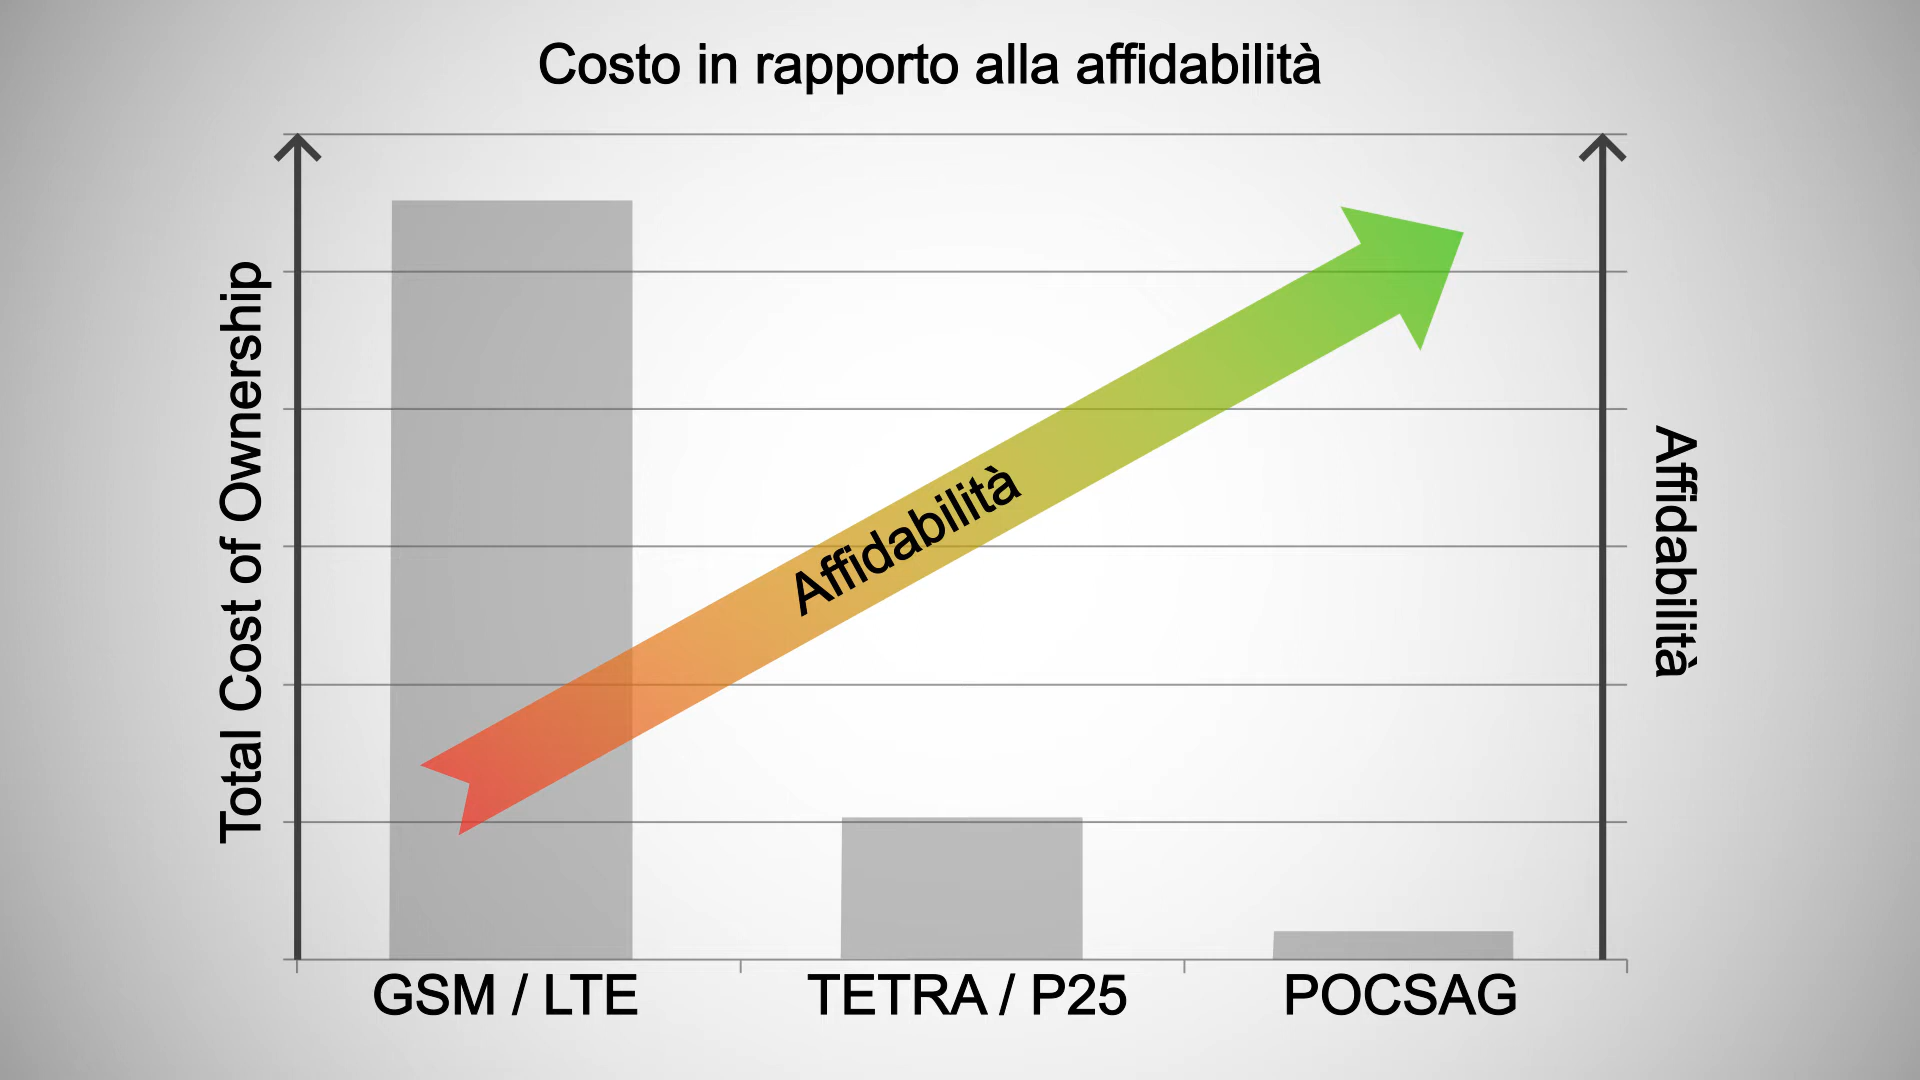 Costo in rapporto alla affidabilità
Total Cost of Ownership
Affidabilità
Affidabilità
GSM / LTE
TETRA / P25
POCSAG